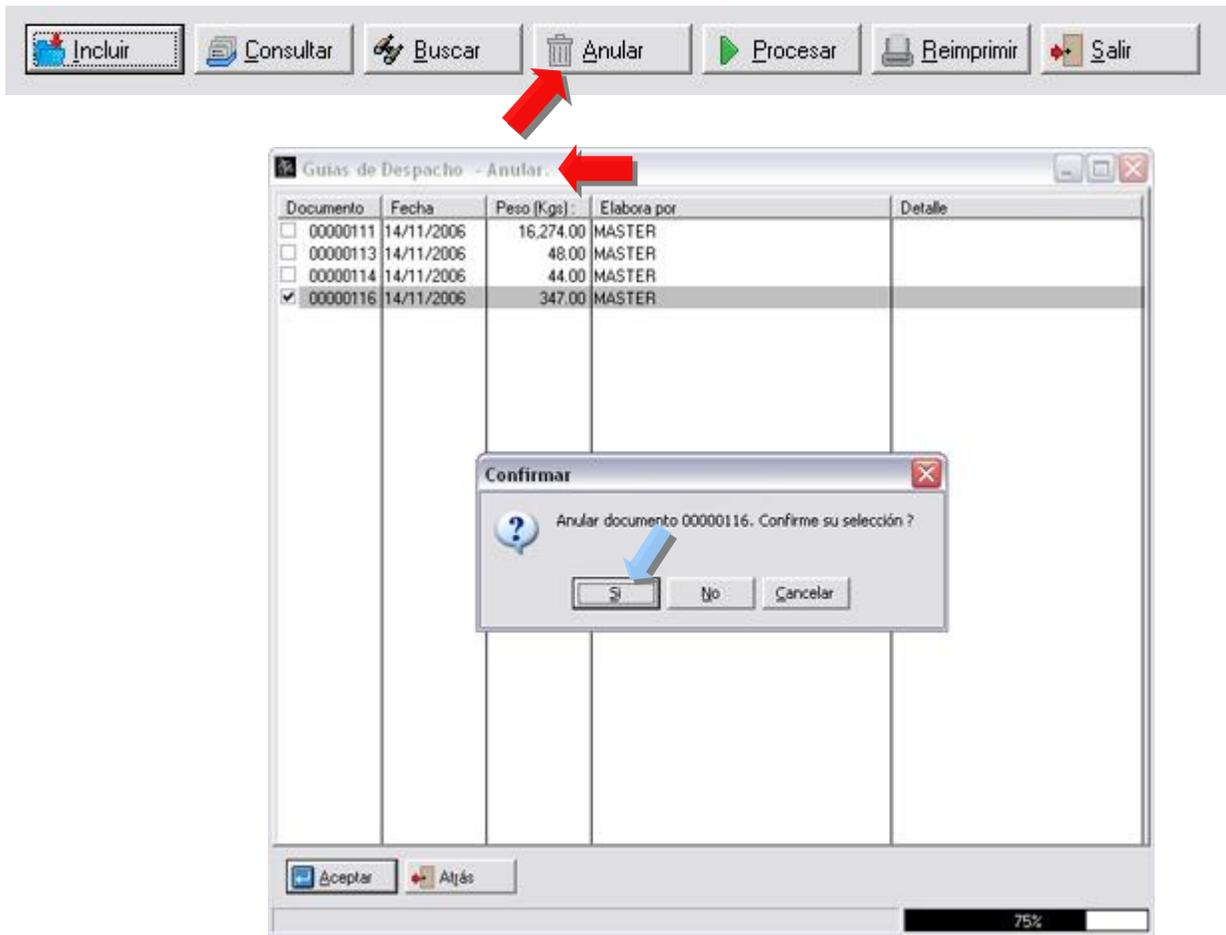 Incluir Consultar Buscar Anular Procesar Reimprimir Salir
Guias de Despacho - Anular.
Documento Fecha Peso (Kgs) : Elabora por Detalle
00000111 14/11/2006 16,274.00 MASTER
00000113 14/11/2006 48.00 MASTER
00000114 14/11/2006 44.00 MASTER
00000116 14/11/2006 347.00 MASTER
Confirmar
Anular documento 00000116. Confirme su selección ?
Si No Cancelar
Aceptar Atrás
75%